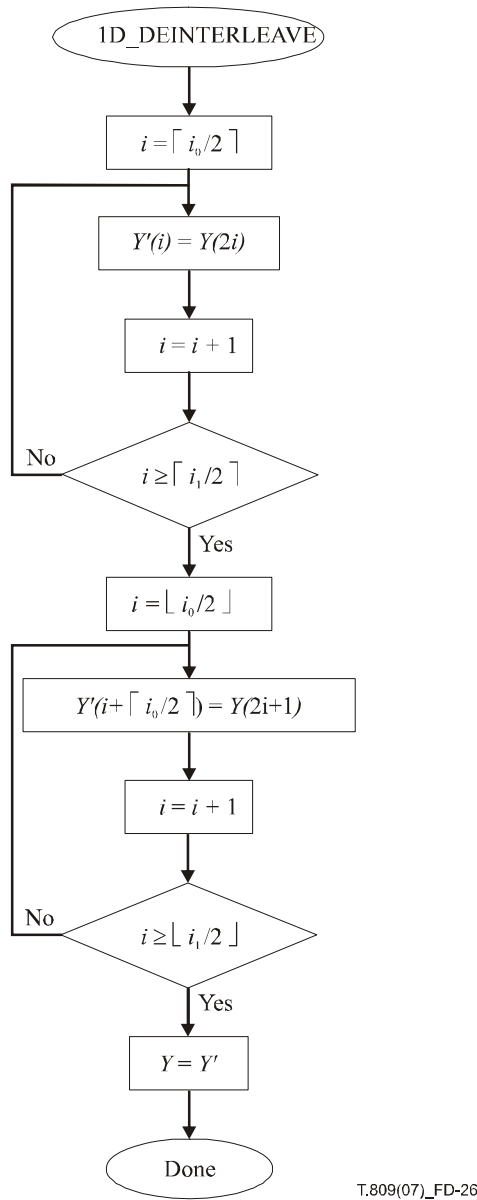 1D_DEINTERLEAVE
i = ⌈ i₀/2 ⌉
Y'(i) = Y(2i)
i = i + 1
No
i ≥ ⌈ i₁/2 ⌉
Yes
i = ⌊ i₀/2 ⌋
Y'(i+ ⌈ i₀/2 ⌉) = Y(2i+1)
i = i + 1
No
i ≥ ⌊ i₁/2 ⌋
Yes
Y = Y'
Done
T.809(07)_FD-26